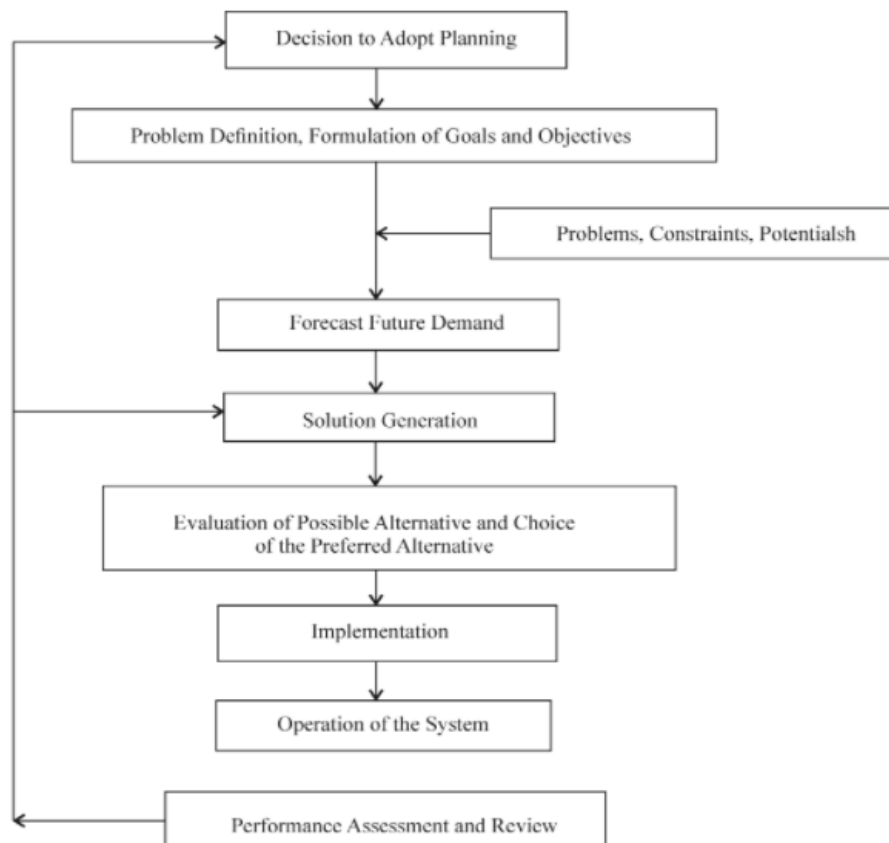 Decision to Adopt Planning
Problem Definition, Formulation of Goals and Objectives
Problems, Constraints, Potentialsh
Forecast Future Demand
Solution Generation
Evaluation of Possible Alternative and Choice
of the Preferred Alternative
Implementation
Operation of the System
Performance Assessment and Review